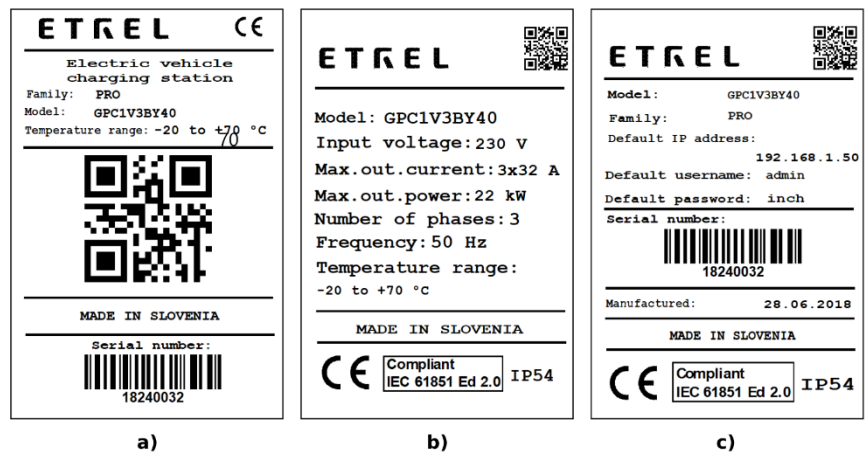 ETREL CE
Electric vehicle
charging station
Family: PRO
Model: GPC1V3BY40
Temperature range: -20 to +70 °C
70
MADE IN SLOVENIA
Serial number:
18240032
a)
ETREL
Model: GPC1V3BY40
Input voltage: 230 V
Max.out.current: 3x32 A
Max.out.power: 22 kW
Number of phases: 3
Frequency: 50 Hz
Temperature range:
-20 to +70 °C
MADE IN SLOVENIA
CE Compliant
IEC 61851 Ed 2.0 IP54
b)
ETREL
Model: GPC1V3BY40
Family: PRO
Default IP address:
192.168.1.50
Default username: admin
Default password: inch
Serial number:
18240032
Manufactured: 28.06.2018
MADE IN SLOVENIA
CE Compliant
IEC 61851 Ed 2.0 IP54
c)